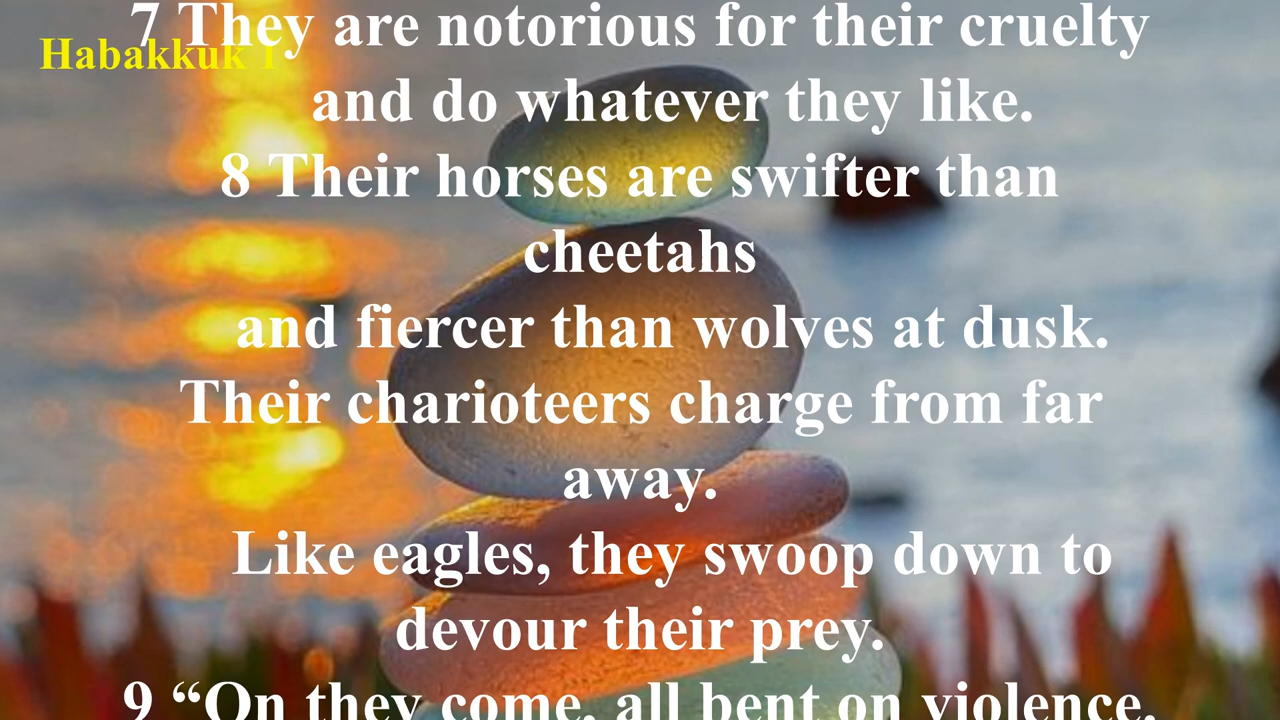 Habakkuk 1
7 They are notorious for their cruelty
and do whatever they like.
8 Their horses are swifter than
cheetahs
and fiercer than wolves at dusk.
Their charioteers charge from far
away.
Like eagles, they swoop down to
devour their prey.
9 “On they come, all bent on violence.